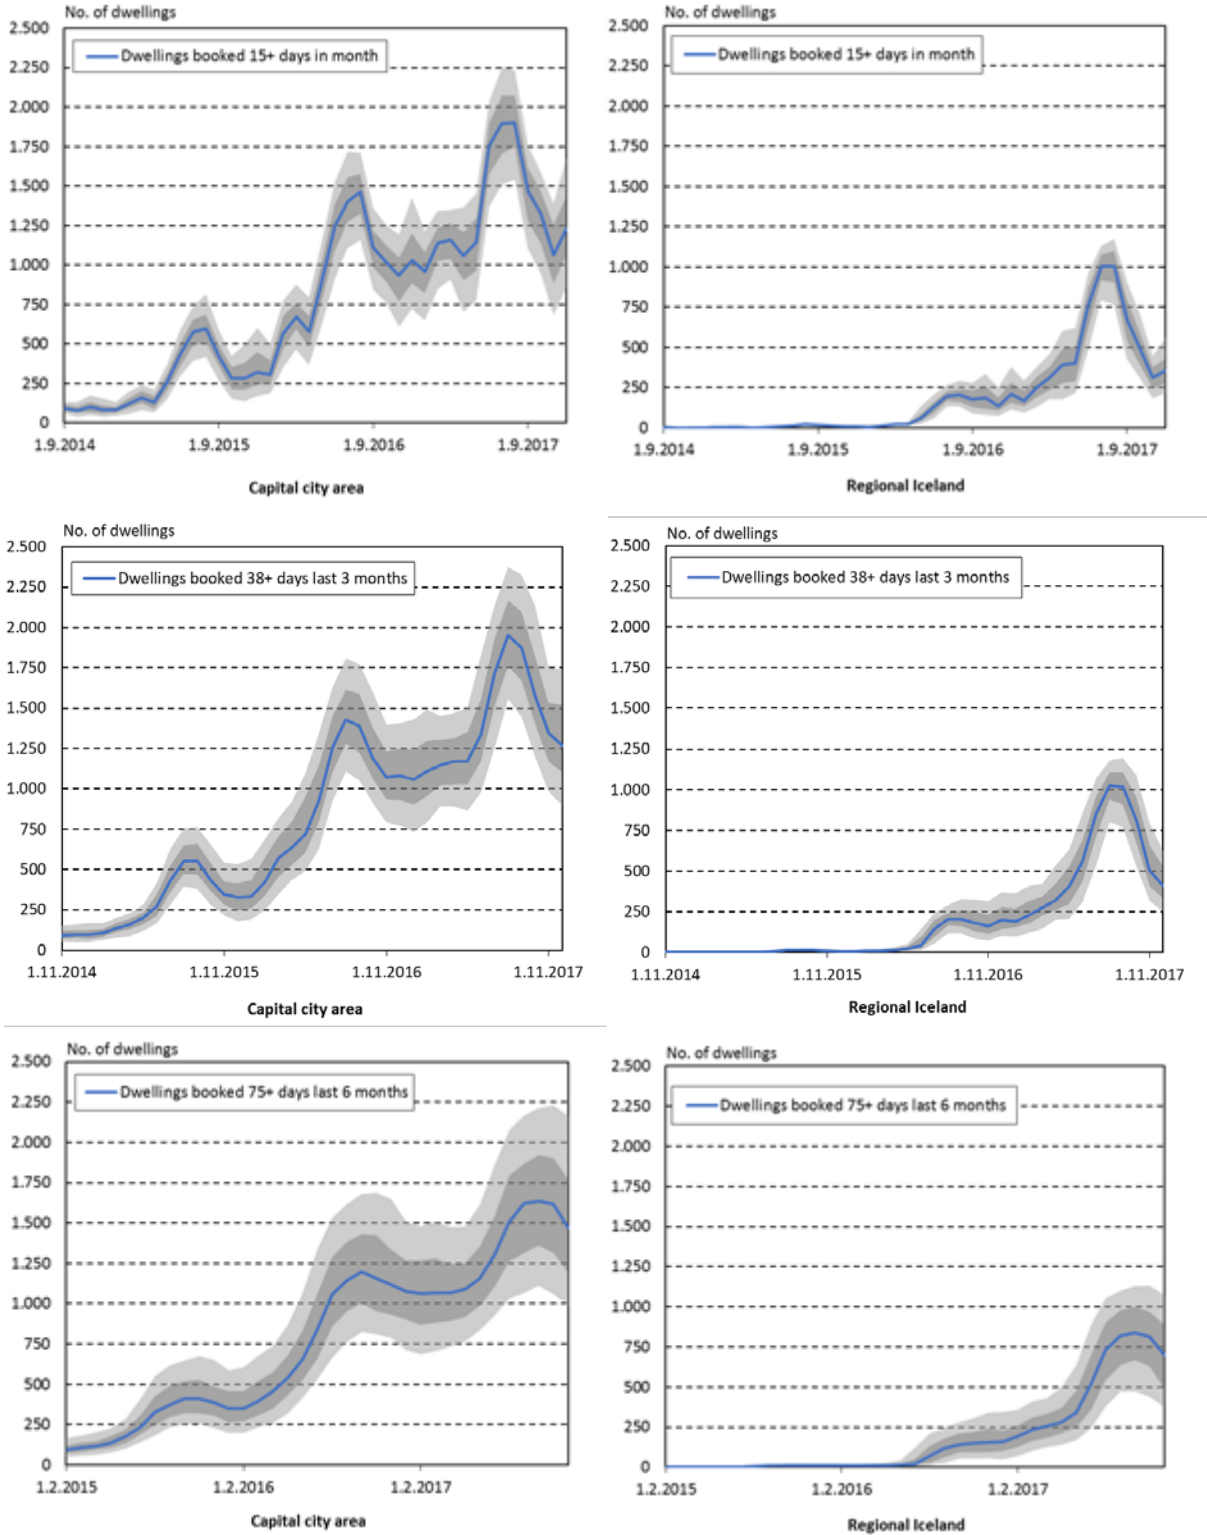 No. of dwellings
2.500
2.250
2.000
1.750
1.500
1.250
1.000
750
500
250
0
Dwellings booked 15+ days in month
1.9.2014 1.9.2015 1.9.2016 1.9.2017
Capital city area
No. of dwellings
2.500
2.250
2.000
1.750
1.500
1.250
1.000
750
500
250
0
Dwellings booked 15+ days in month
1.9.2014 1.9.2015 1.9.2016 1.9.2017
Regional Iceland
No. of dwellings
2.500
2.250
2.000
1.750
1.500
1.250
1.000
750
500
250
0
Dwellings booked 38+ days last 3 months
1.11.2014 1.11.2015 1.11.2016 1.11.2017
Capital city area
No. of dwellings
2.500
2.250
2.000
1.750
1.500
1.250
1.000
750
500
250
0
Dwellings booked 38+ days last 3 months
1.11.2014 1.11.2015 1.11.2016 1.11.2017
Regional Iceland
No. of dwellings
2.500
2.250
2.000
1.750
1.500
1.250
1.000
750
500
250
0
Dwellings booked 75+ days last 6 months
1.2.2015 1.2.2016 1.2.2017
Capital city area
No. of dwellings
2.500
2.250
2.000
1.750
1.500
1.250
1.000
750
500
250
0
Dwellings booked 75+ days last 6 months
1.2.2015 1.2.2016 1.2.2017
Regional Iceland